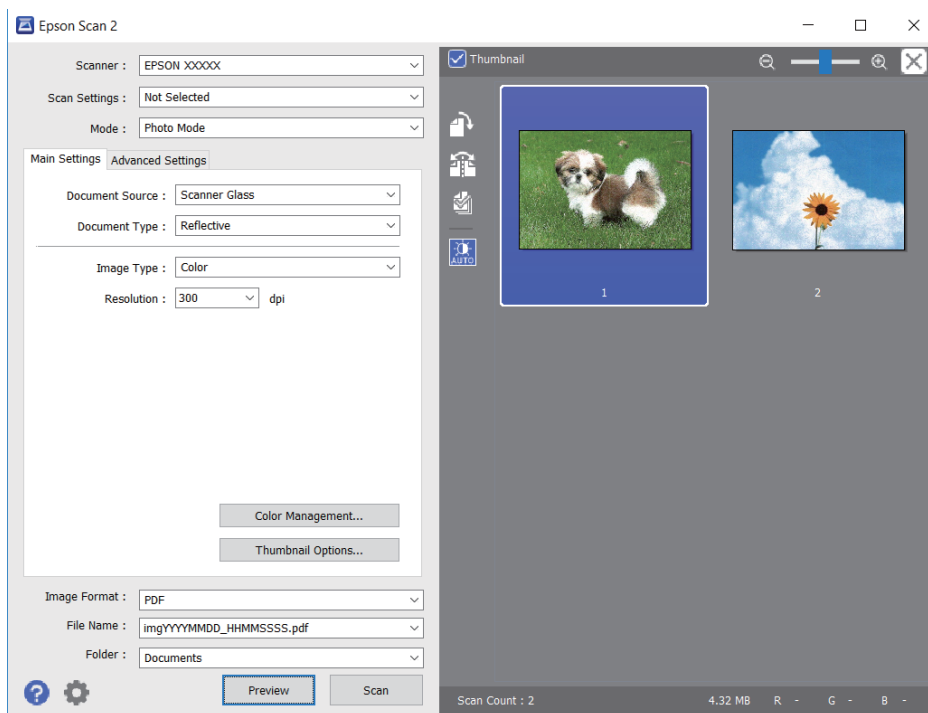 Epson Scan 2
Scanner : EPSON XXXXX
Scan Settings : Not Selected
Mode : Photo Mode
Main Settings Advanced Settings
Document Source : Scanner Glass
Document Type : Reflective
Image Type : Color
Resolution : 300 dpi
Color Management...
Thumbnail Options...
Image Format : PDF
File Name : imgYYYYMMDD_HHMMSSSS.pdf
Folder : Documents
? Preview Scan
Thumbnail
AUTO
1 2
Scan Count : 2 4.32 MB R - G - B -